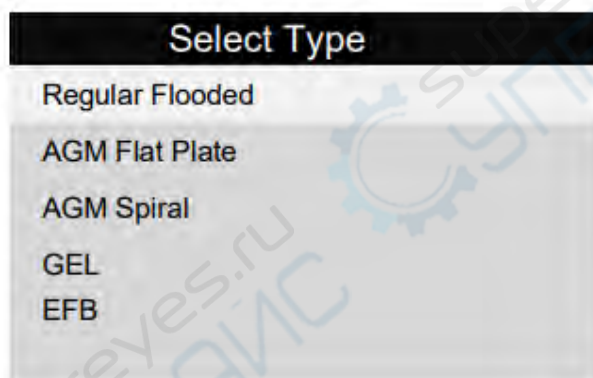 Select Type
Regular Flooded
AGM Flat Plate
AGM Spiral
GEL
EFB